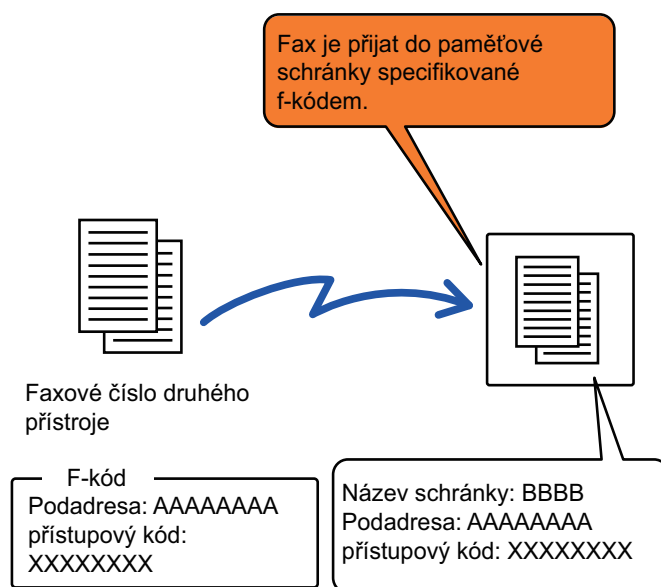 Fax je přijat do paměťové
schránky specifikované
f-kódem.
Faxové číslo druhého
přístroje
F-kód
Podadresa: AAAAAAAA
přístupový kód:
XXXXXXXX
Název schránky: BBBB
Podadresa: AAAAAAAA
přístupový kód: XXXXXXXX